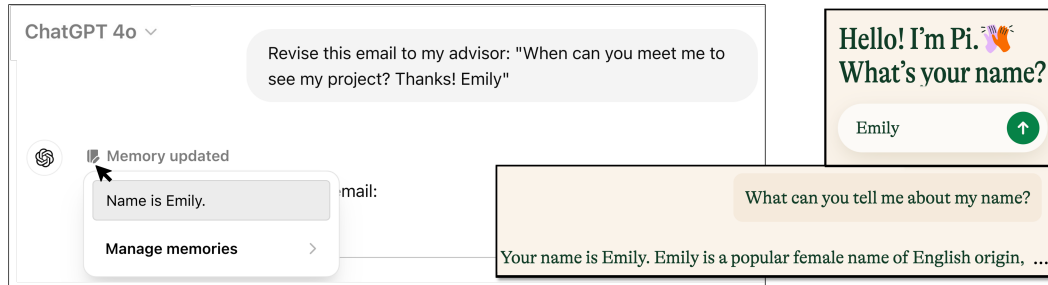 ChatGPT 4o
Revise this email to my advisor: "When can you meet me to
see my project? Thanks! Emily"
Memory updated
Name is Emily.
email:
Manage memories
Hello! I'm Pi.
What's your name?
Emily
What can you tell me about my name?
Your name is Emily. Emily is a popular female name of English origin, ...